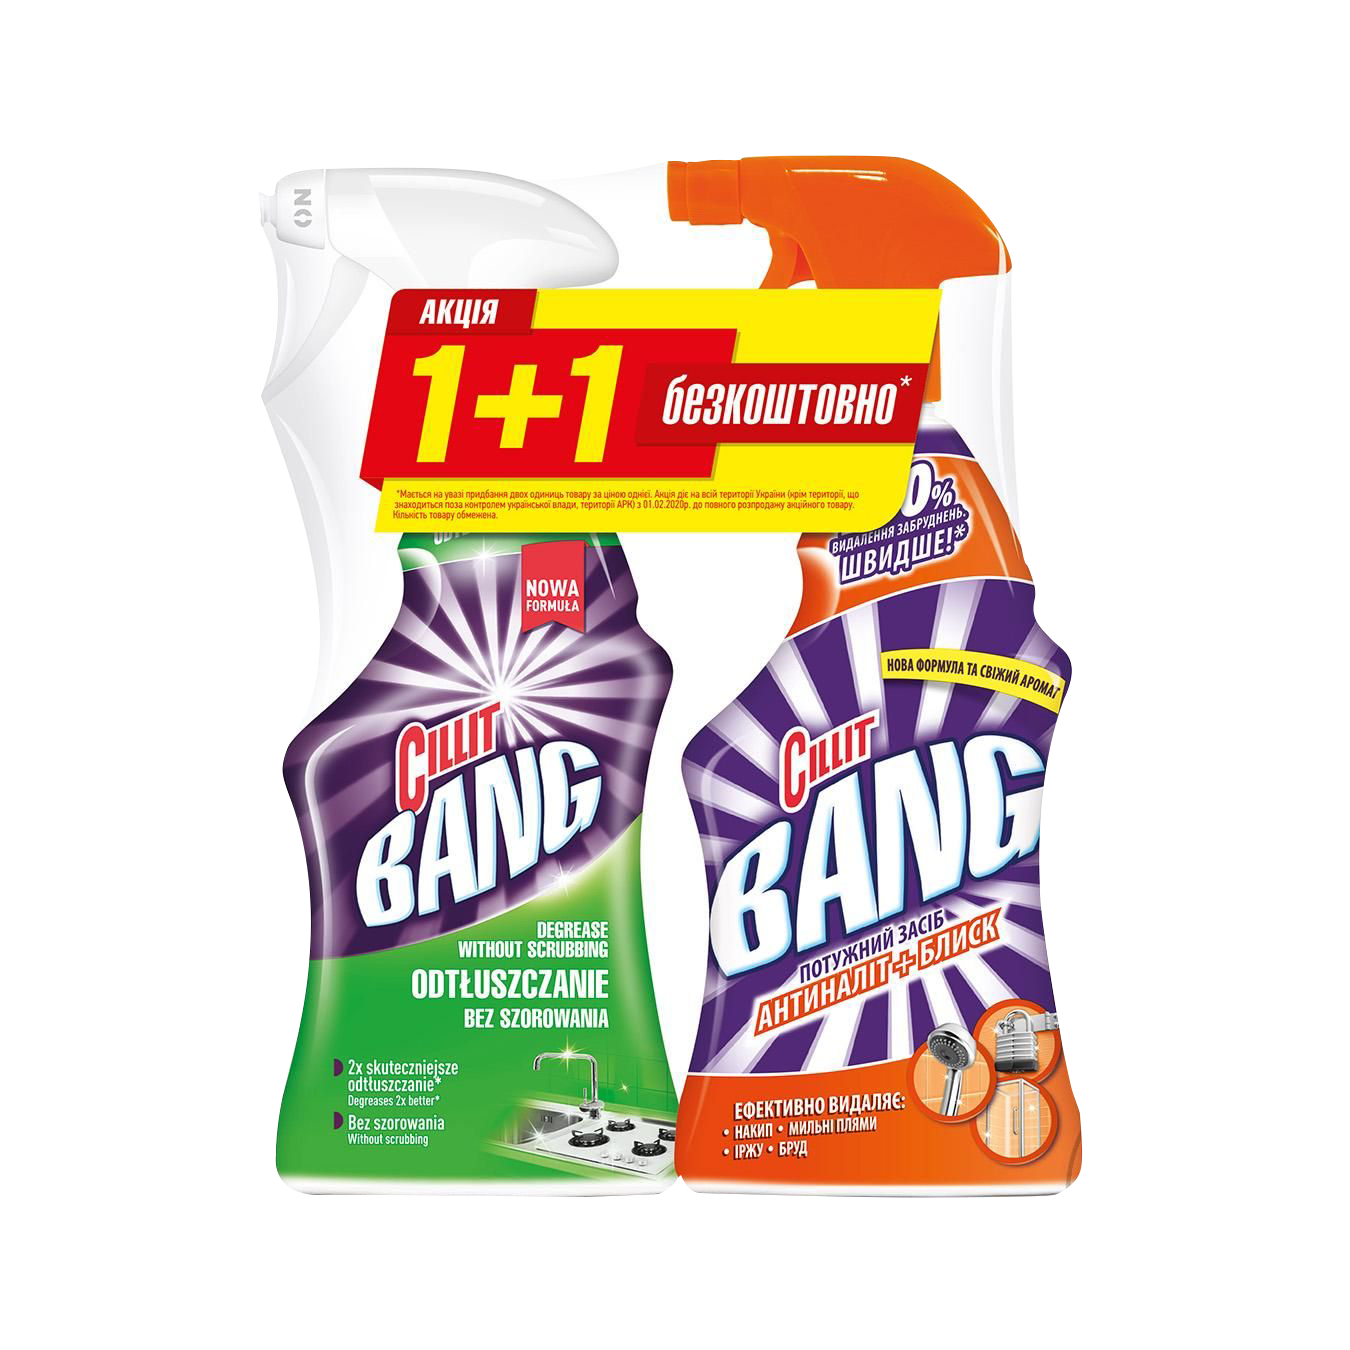 ON
АКЦІЯ
1+1
безкоштовно*
*Мається на увазі придбання двох одиниць товару за ціною однієї. Акція діє на всій території України (крім території, що
знаходиться поза контролем української влади, території АРК) з 01.02.2020р. до повного розпродажу акційного товару.
Кількість товару обмежена.
NOWA
FORMUŁA
CILLIT
BANG
DEGREASE
WITHOUT SCRUBBING
ODTŁUSZCZANIE
BEZ SZOROWANIA
2x skuteczniejsze
odtłuszczanie*
Degreases 2x better*
Bez szorowania
Without scrubbing
0%
ВИДАЛЕННЯ ЗАБРУДНЕНЬ
ШВИДШЕ!*
НОВА ФОРМУЛА ТА СВІЖИЙ АРОМАТ
CILLIT
BANG
ПОТУЖНИЙ ЗАСІБ
АНТИНАЛІТ+БЛИСК
ЕФЕКТИВНО ВИДАЛЯЄ:
• НАКИП • МИЛЬНІ ПЛЯМИ
• ІРЖУ • БРУД